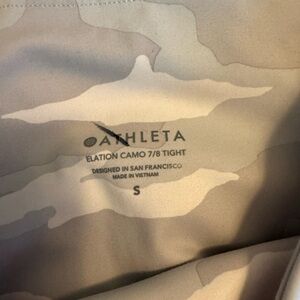 ATHLETA
ELATION CAMO 7/8 TIGHT
DESIGNED IN SAN FRANCISCO
MADE IN VIETNAM
S